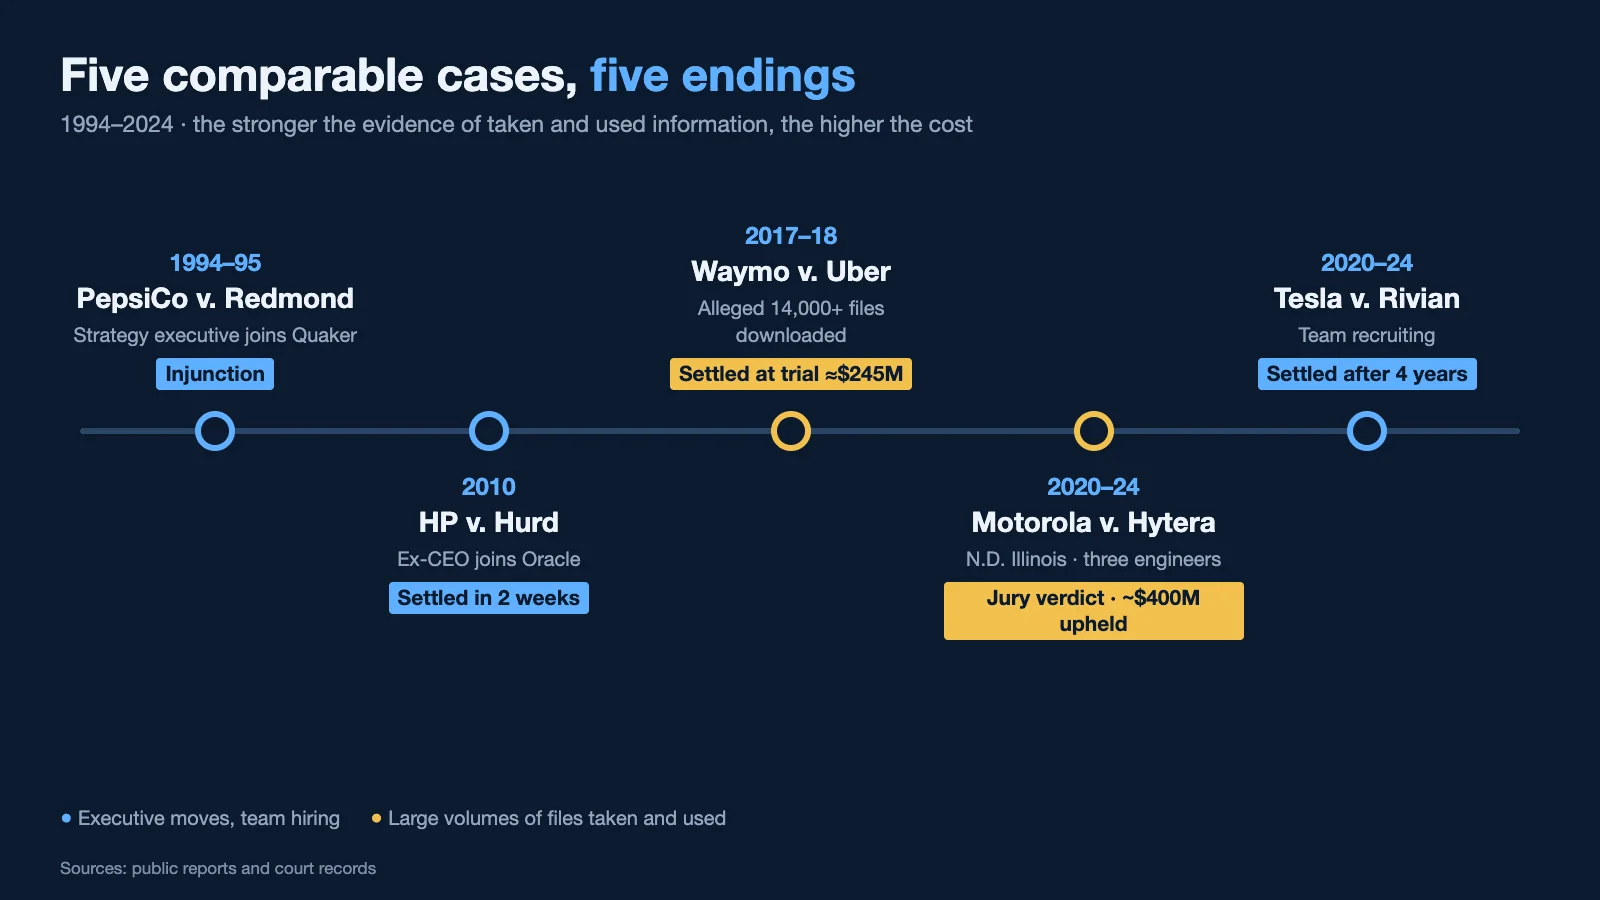 Five comparable cases, five endings
1994–2024 · the stronger the evidence of taken and used information, the higher the cost
1994–95
PepsiCo v. Redmond
Strategy executive joins Quaker
Injunction
2010
HP v. Hurd
Ex-CEO joins Oracle
Settled in 2 weeks
2017–18
Waymo v. Uber
Alleged 14,000+ files
downloaded
Settled at trial ≈$245M
2020–24
Motorola v. Hytera
N.D. Illinois · three engineers
Jury verdict · ~$400M
upheld
2020–24
Tesla v. Rivian
Team recruiting
Settled after 4 years
Executive moves, team hiring
Large volumes of files taken and used
Sources: public reports and court records